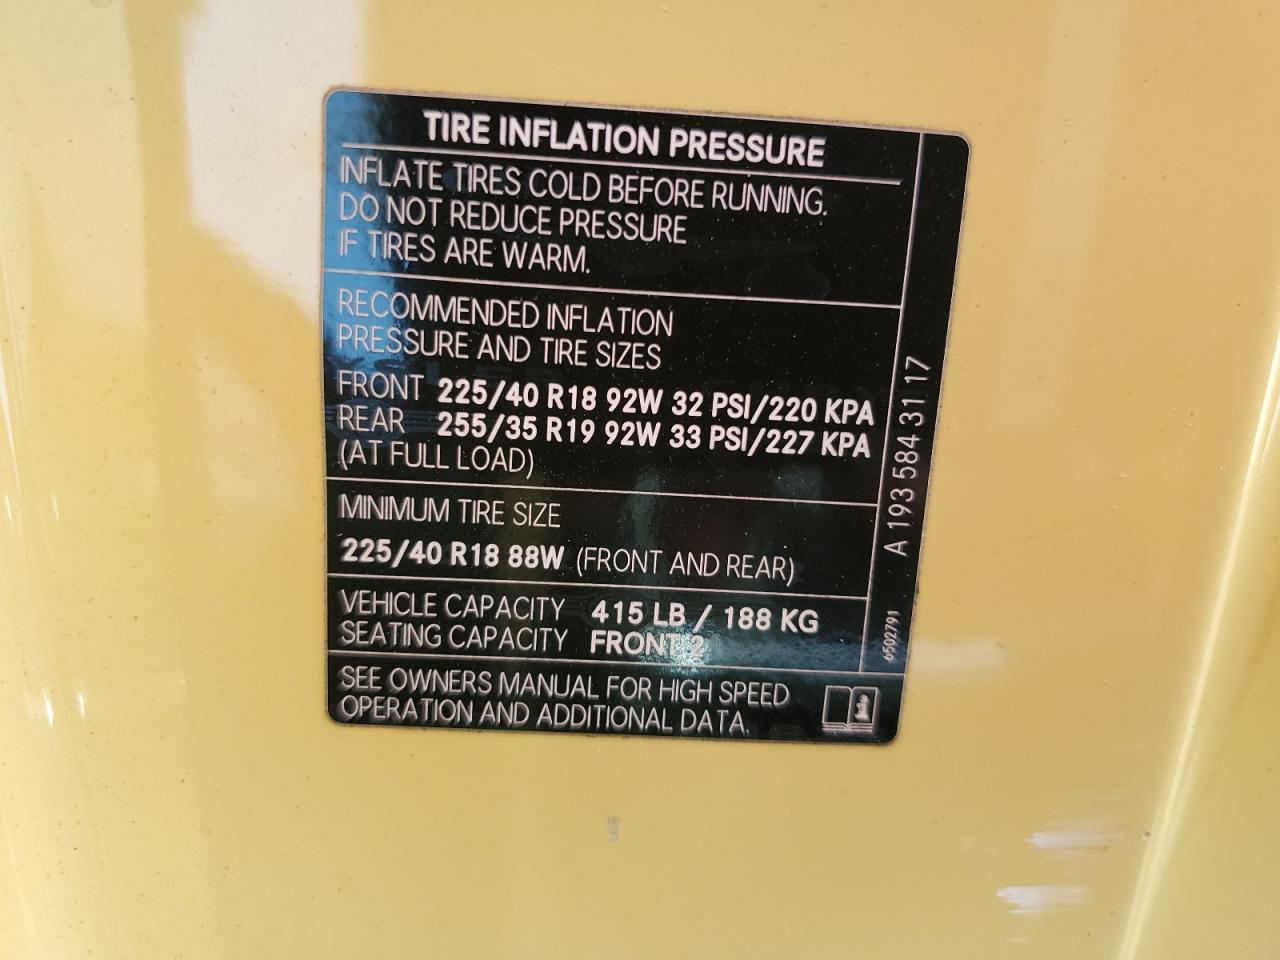 TIRE INFLATION PRESSURE
INFLATE TIRES COLD BEFORE RUNNING.
DO NOT REDUCE PRESSURE
IF TIRES ARE WARM.
RECOMMENDED INFLATION
PRESSURE AND TIRE SIZES
FRONT 225/40 R18 92W 32 PSI/220 KPA
REAR 255/35 R19 92W 33 PSI/227 KPA
(AT FULL LOAD)
MINIMUM TIRE SIZE
225/40 R18 88W (FRONT AND REAR)
VEHICLE CAPACITY 415 LB / 188 KG
SEATING CAPACITY FRONT 2
SEE OWNERS MANUAL FOR HIGH SPEED
OPERATION AND ADDITIONAL DATA.
A 193 584 31 17
6502791